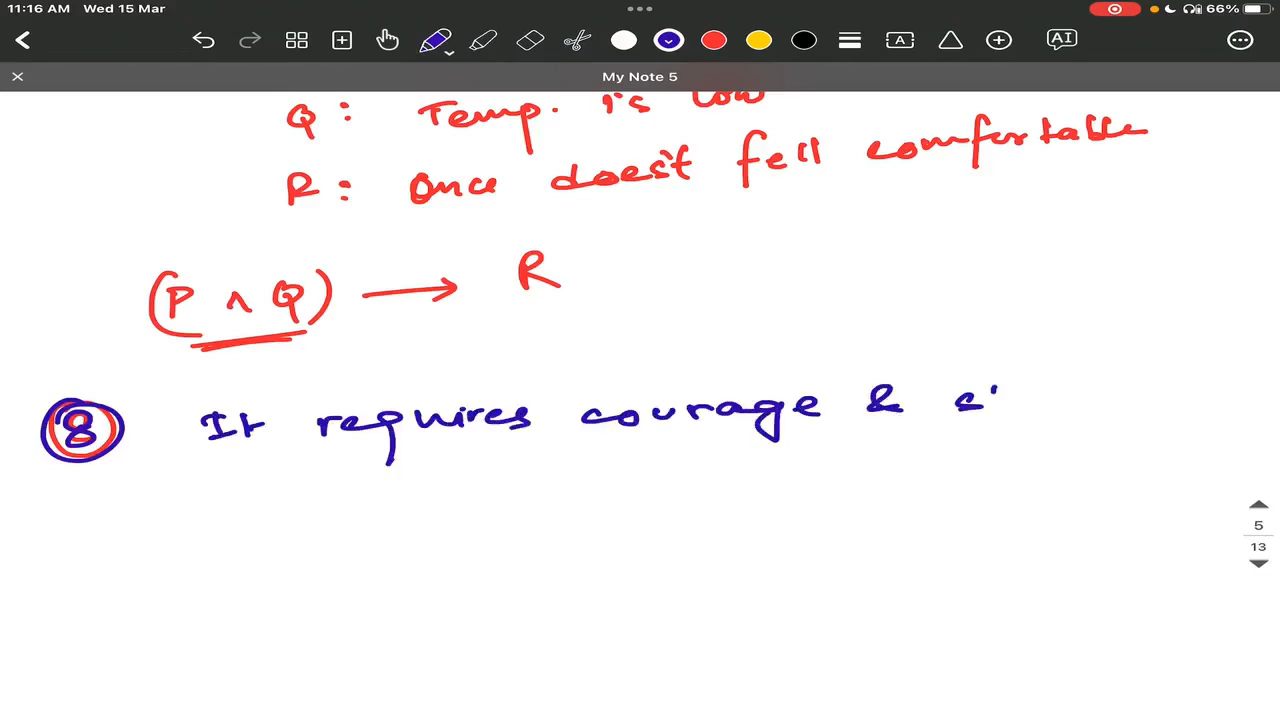 11:16 AM Wed 15 Mar
66%
A
AI
My Note 5
Q: Temp. is low
R: Once doesn't fell comfortable
(P ∧ Q) → R
8 It requires courage &
5
13